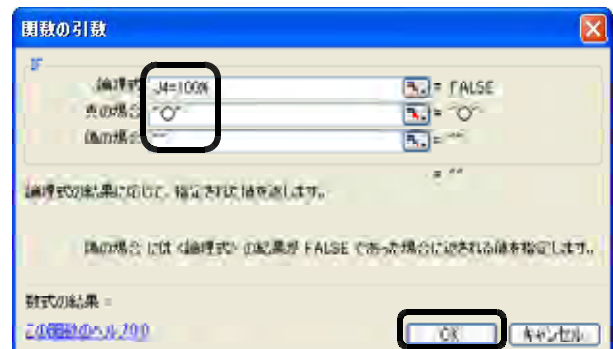 関数の引数
IF
論理式 J4=100% = FALSE
真の場合 "○" = "○"
偽の場合 "" = ""
= ""
論理式の結果に応じて、指定された値を返します。
偽の場合 には <論理式> の結果が FALSE であった場合に返される値を指定します。
数式の結果 =
この関数のヘルプ(H)
OK キャンセル